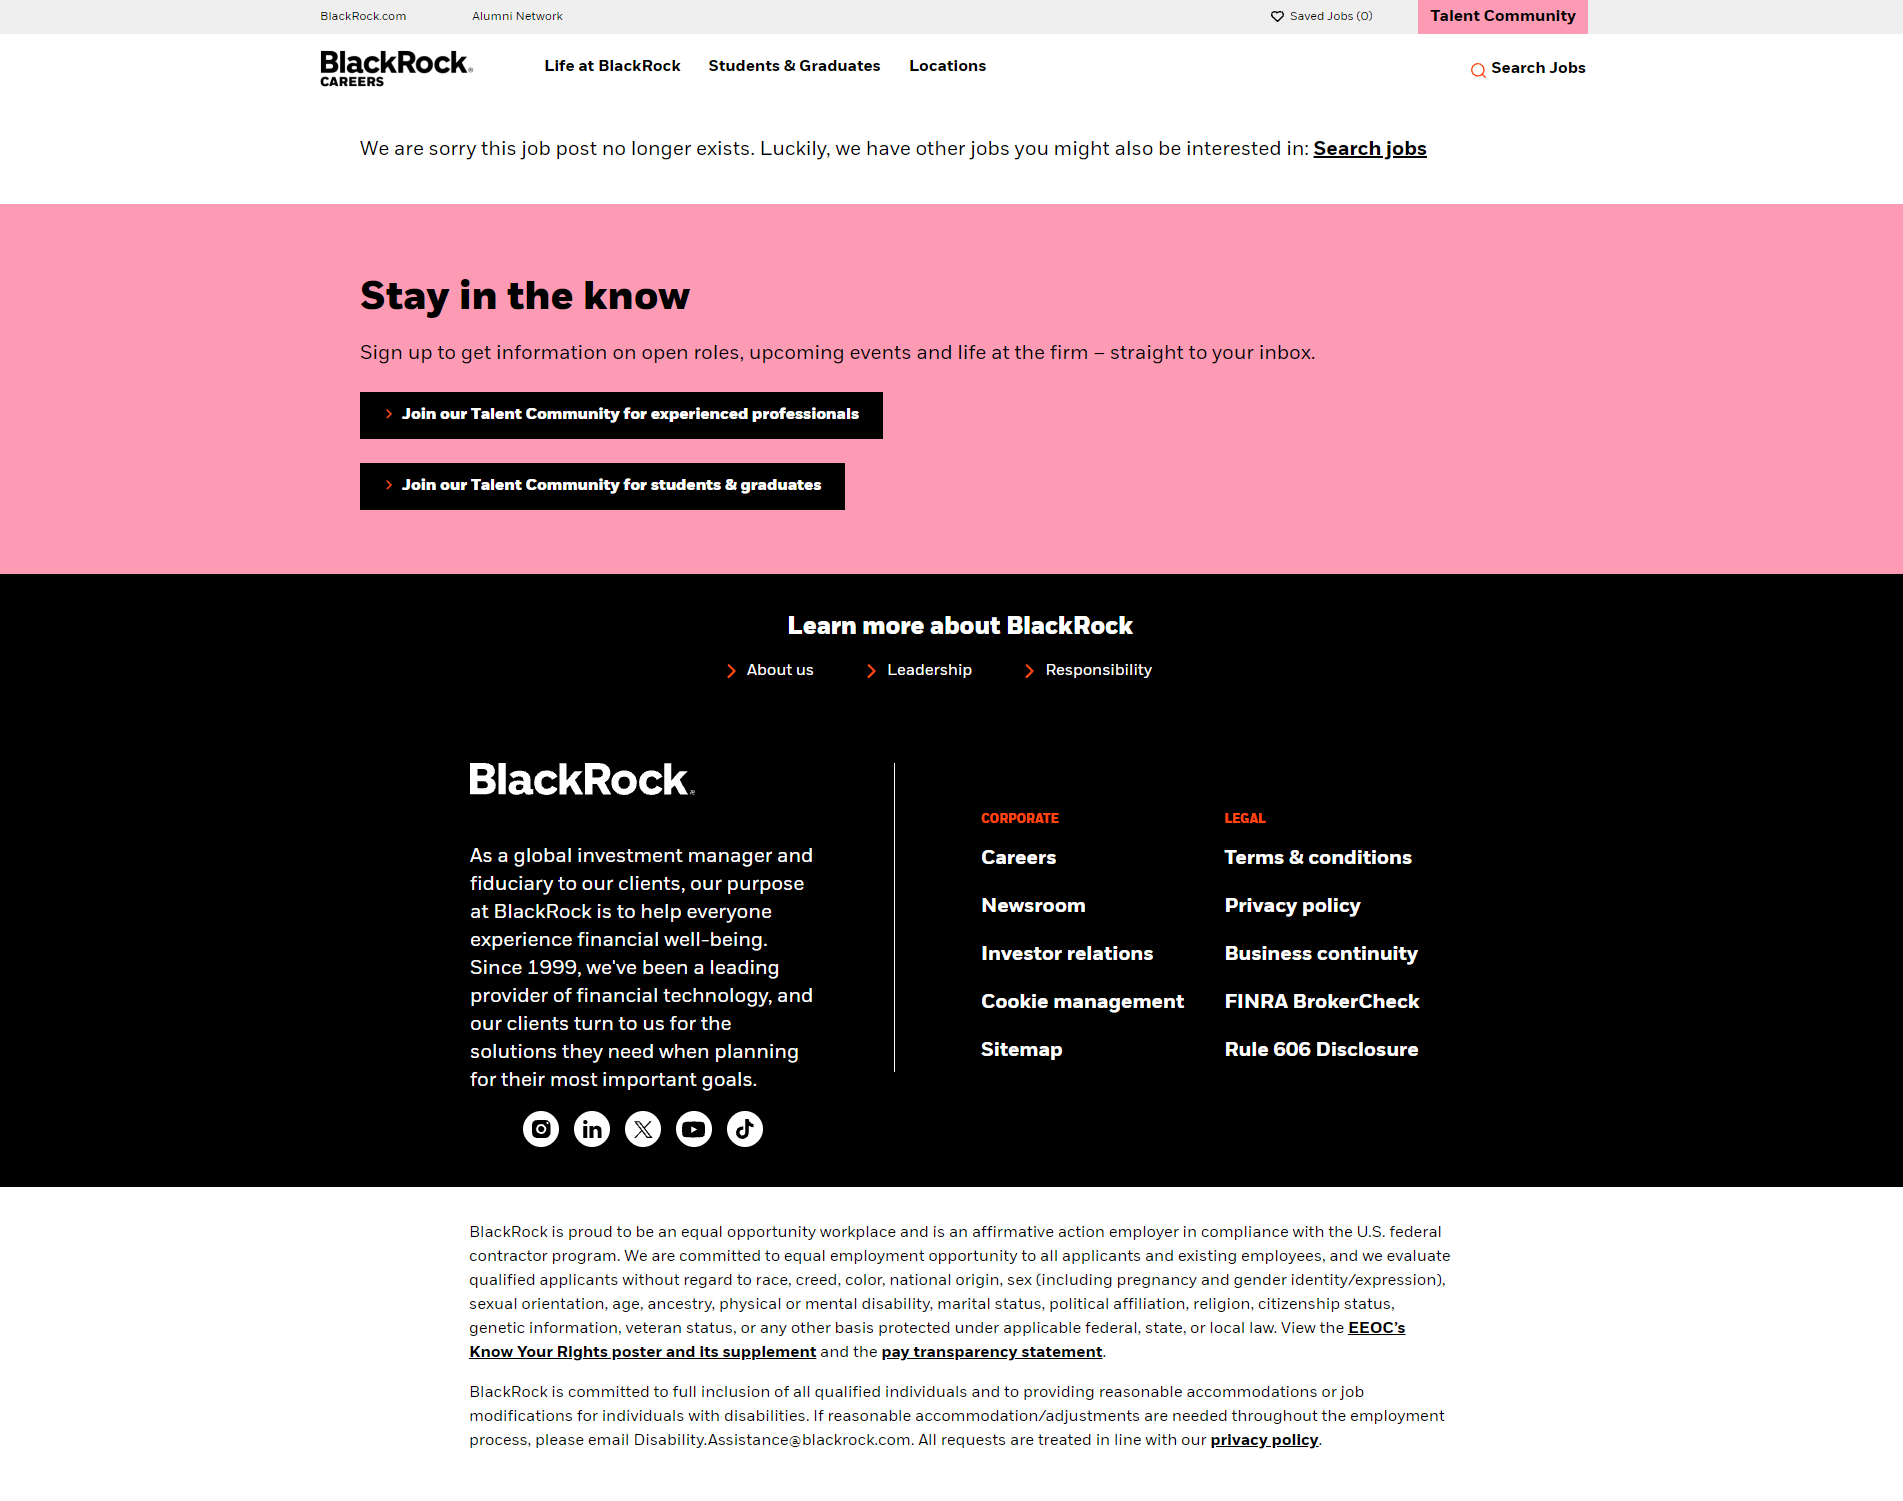 BlackRock.com
Alumni Network
Saved Jobs (0)
Talent Community
BlackRock
CAREERS
Life at BlackRock
Students & Graduates
Locations
Search Jobs
We are sorry this job post no longer exists. Luckily, we have other jobs you might also be interested in: Search jobs
Stay in the know
Sign up to get information on open roles, upcoming events and life at the firm – straight to your inbox.
Join our Talent Community for experienced professionals
Join our Talent Community for students & graduates
Learn more about BlackRock
About us
Leadership
Responsibility
BlackRock
As a global investment manager and
fiduciary to our clients, our purpose
at BlackRock is to help everyone
experience financial well-being.
Since 1999, we've been a leading
provider of financial technology, and
our clients turn to us for the
solutions they need when planning
for their most important goals.
CORPORATE
Careers
Newsroom
Investor relations
Cookie management
Sitemap
LEGAL
Terms & conditions
Privacy policy
Business continuity
FINRA BrokerCheck
Rule 606 Disclosure
BlackRock is proud to be an equal opportunity workplace and is an affirmative action employer in compliance with the U.S. federal
contractor program. We are committed to equal employment opportunity to all applicants and existing employees, and we evaluate
qualified applicants without regard to race, creed, color, national origin, sex (including pregnancy and gender identity/expression),
sexual orientation, age, ancestry, physical or mental disability, marital status, political affiliation, religion, citizenship status,
genetic information, veteran status, or any other basis protected under applicable federal, state, or local law. View the EEOC’s
Know Your Rights poster and its supplement and the pay transparency statement.
BlackRock is committed to full inclusion of all qualified individuals and to providing reasonable accommodations or job
modifications for individuals with disabilities. If reasonable accommodation/adjustments are needed throughout the employment
process, please email Disability.Assistance@blackrock.com. All requests are treated in line with our privacy policy.